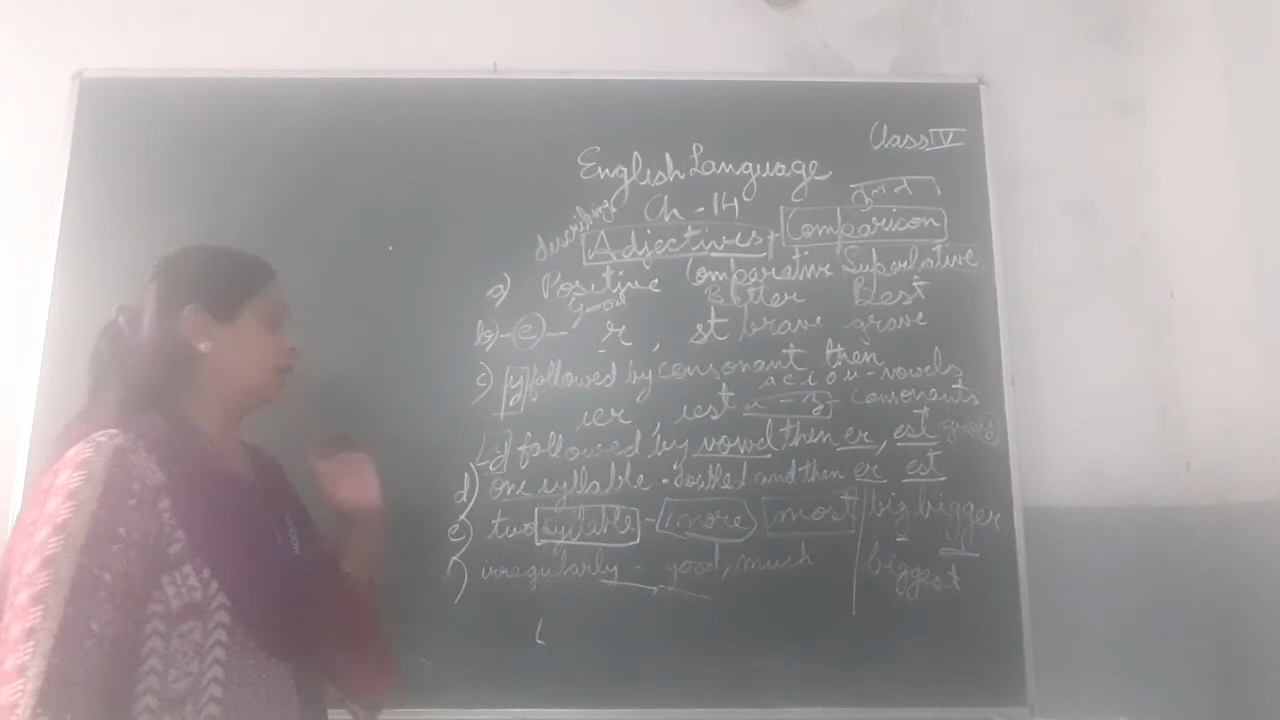 Class IV
English Language
Ch - 14
तुलना
describing
Adjectives + Comparison
a) Positive Comparative Superlative
Better Best
b) - e - r, st brave grave
c) y followed by consonant then
a e i o u - vowels
ier, iest consonants
y followed by vowel then er, est grey
d) one syllable - doubled and then er est
e) two syllable - more most big bigger
f) irregularly - good, much biggest